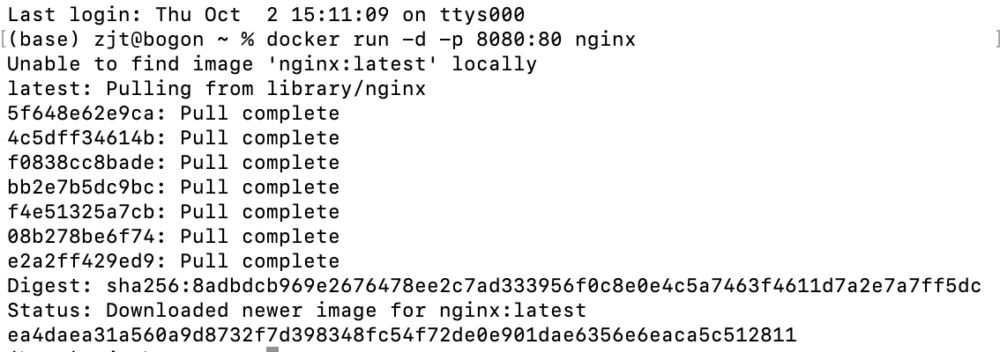 Last login: Thu Oct  2 15:11:09 on ttys000
[(base) zjt@bogon ~ % docker run -d -p 8080:80 nginx ]
Unable to find image 'nginx:latest' locally
latest: Pulling from library/nginx
5f648e62e9ca: Pull complete
4c5dff34614b: Pull complete
f0838cc8bade: Pull complete
bb2e7b5dc9bc: Pull complete
f4e51325a7cb: Pull complete
08b278be6f74: Pull complete
e2a2ff429ed9: Pull complete
Digest: sha256:8adbdcb969e2676478ee2c7ad333956f0c8e0e4c5a7463f4611d7a2e7a7ff5dc
Status: Downloaded newer image for nginx:latest
ea4daea31a560a9d8732f7d398348fc54f72de0e901dae6356e6eaca5c512811